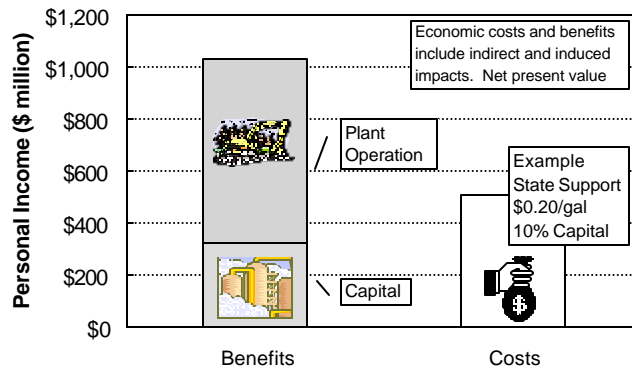 $1,200
$1,000
$800
$600
$400
$200
$0
Personal Income ($ million)
Economic costs and benefits
include indirect and induced
impacts. Net present value
Plant
Operation
Capital
Example
State Support
$0.20/gal
10% Capital
$
Benefits
Costs